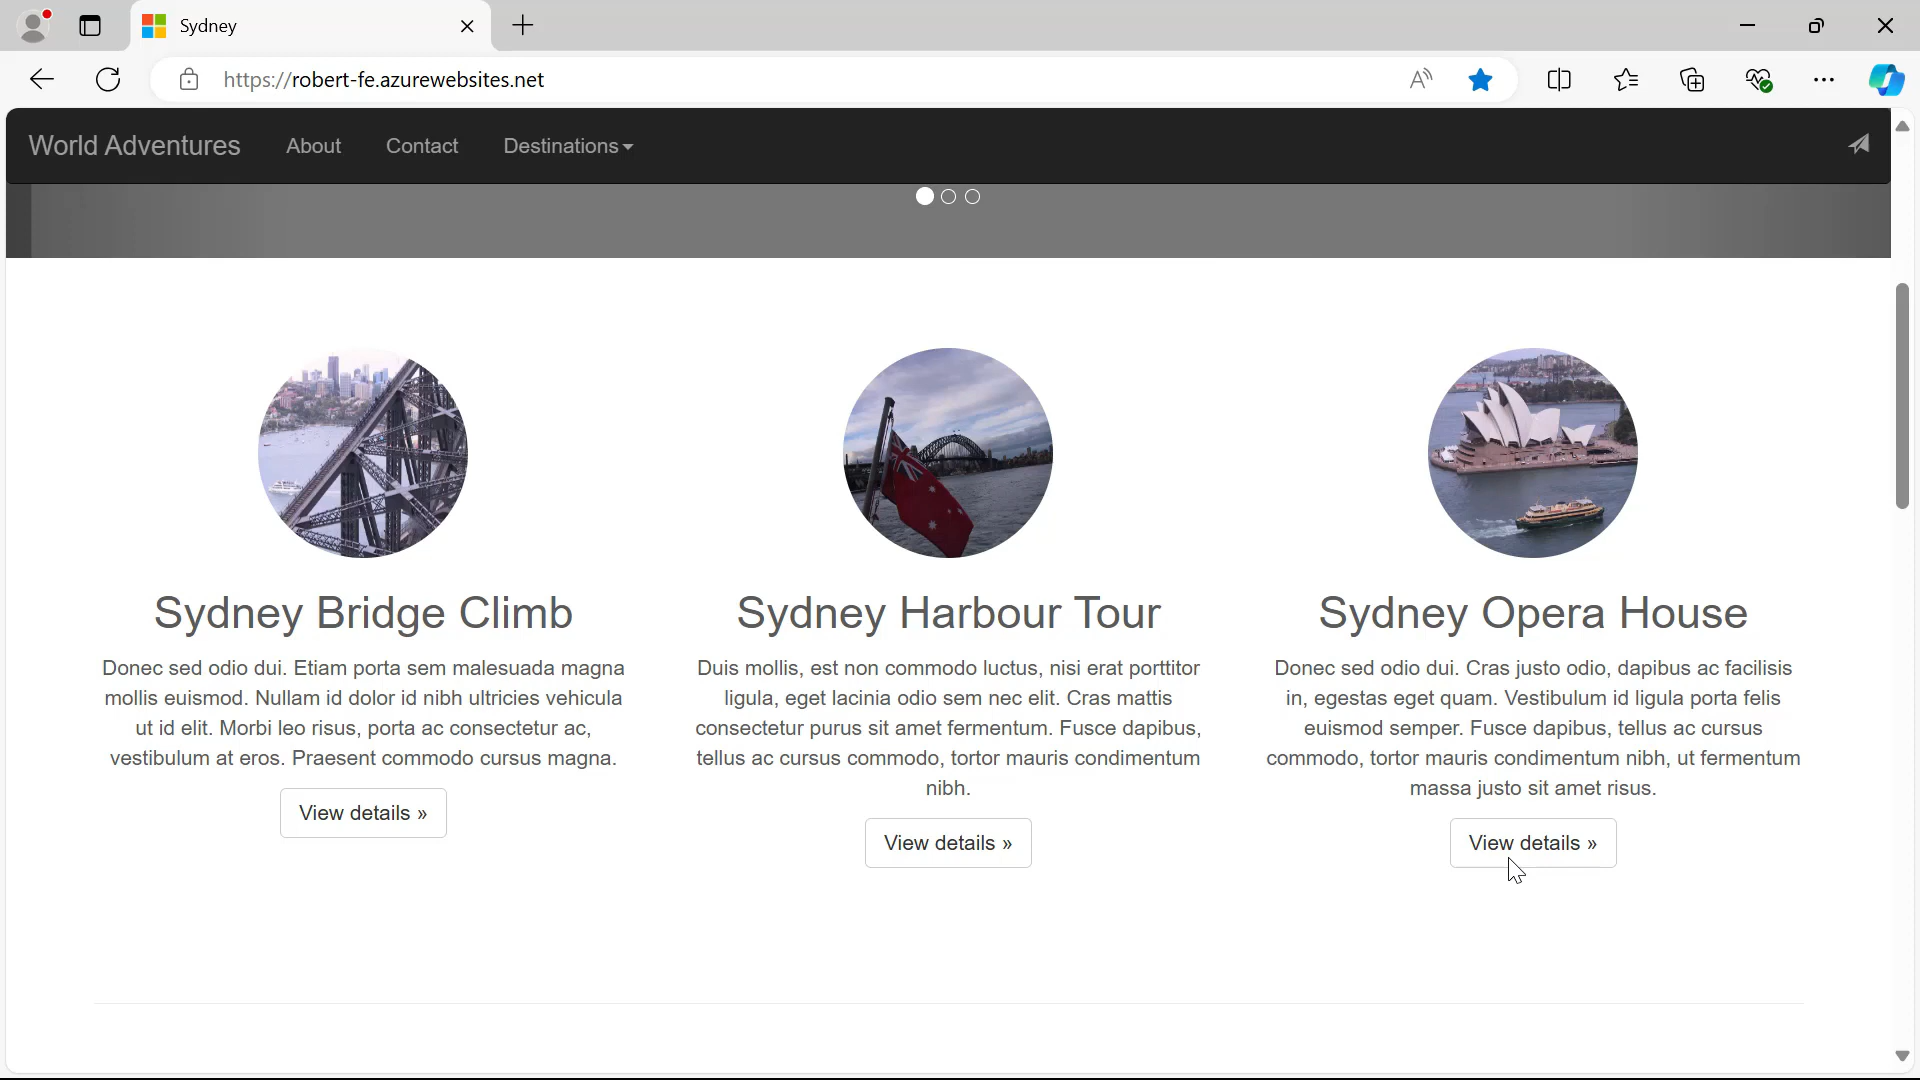 Sydney
https://robert-fe.azurewebsites.net
World Adventures About Contact Destinations
Sydney Bridge Climb
Donec sed odio dui. Etiam porta sem malesuada magna
mollis euismod. Nullam id dolor id nibh ultricies vehicula
ut id elit. Morbi leo risus, porta ac consectetur ac,
vestibulum at eros. Praesent commodo cursus magna.
View details »
Sydney Harbour Tour
Duis mollis, est non commodo luctus, nisi erat porttitor
ligula, eget lacinia odio sem nec elit. Cras mattis
consectetur purus sit amet fermentum. Fusce dapibus,
tellus ac cursus commodo, tortor mauris condimentum
nibh.
View details »
Sydney Opera House
Donec sed odio dui. Cras justo odio, dapibus ac facilisis
in, egestas eget quam. Vestibulum id ligula porta felis
euismod semper. Fusce dapibus, tellus ac cursus
commodo, tortor mauris condimentum nibh, ut fermentum
massa justo sit amet risus.
View details »